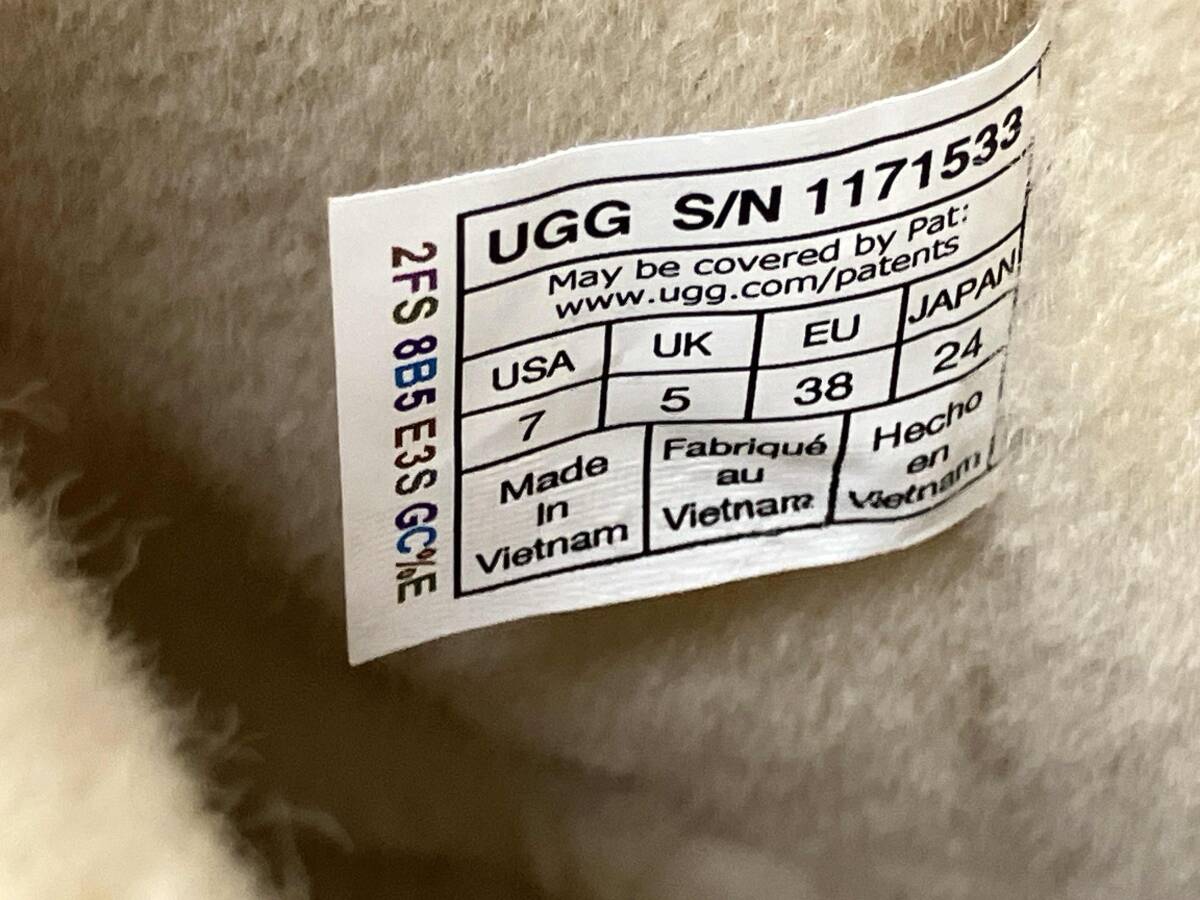 2FS 8B5 E3S GC%E
UGG S/N 1171533
May be covered by Pat:
www.ugg.com/patents
USA UK EU JAPAN
7 5 38 24
Made
In
Vietnam
Fabriqué
au
Vietnam
Hecho
en
Vietnam